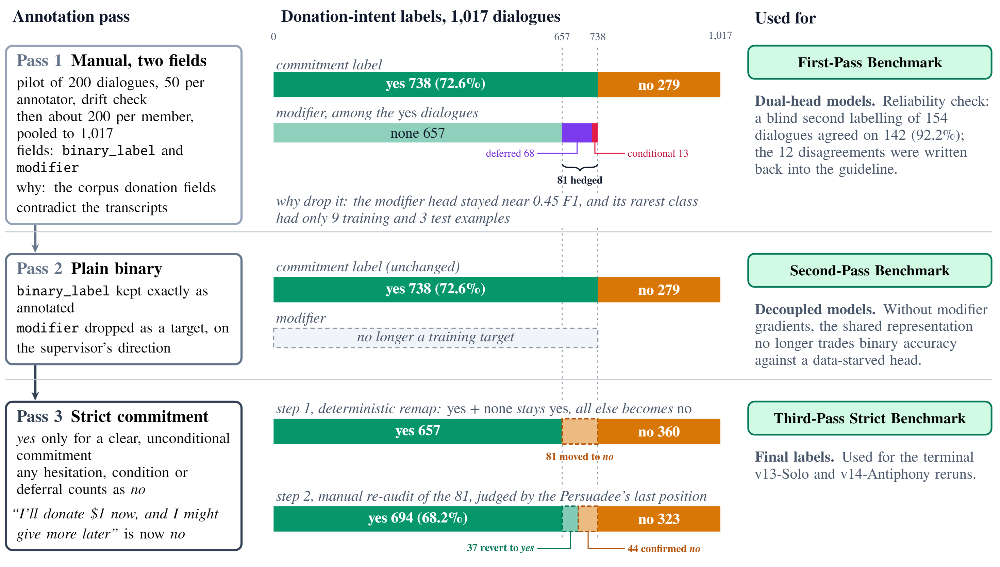 Annotation pass
Donation-intent labels, 1,017 dialogues
Used for
0
657
738
1,017
Pass 1 Manual, two fields
pilot of 200 dialogues, 50 per
annotator, drift check
then about 200 per member,
pooled to 1,017
fields: binary_label and
modifier
why: the corpus donation fields
contradict the transcripts
commitment label
yes 738 (72.6%)
no 279
modifier, among the yes dialogues
none 657
deferred 68
conditional 13
81 hedged
why drop it: the modifier head stayed near 0.45 F1, and its rarest class
had only 9 training and 3 test examples
First-Pass Benchmark
Dual-head models. Reliability check:
a blind second labelling of 154
dialogues agreed on 142 (92.2%);
the 12 disagreements were written
back into the guideline.
Pass 2 Plain binary
binary_label kept exactly as
annotated
modifier dropped as a target, on
the supervisor's direction
commitment label (unchanged)
yes 738 (72.6%)
no 279
modifier
no longer a training target
Second-Pass Benchmark
Decoupled models. Without modifier
gradients, the shared representation
no longer trades binary accuracy
against a data-starved head.
Pass 3 Strict commitment
yes only for a clear, unconditional
commitment
any hesitation, condition or
deferral counts as no
“I'll donate $1 now, and I might
give more later” is now no
step 1, deterministic remap: yes + none stays yes, all else becomes no
yes 657
no 360
81 moved to no
step 2, manual re-audit of the 81, judged by the Persuadee's last position
yes 694 (68.2%)
no 323
37 revert to yes
44 confirmed no
Third-Pass Strict Benchmark
Final labels. Used for the terminal
v13-Solo and v14-Antiphony reruns.